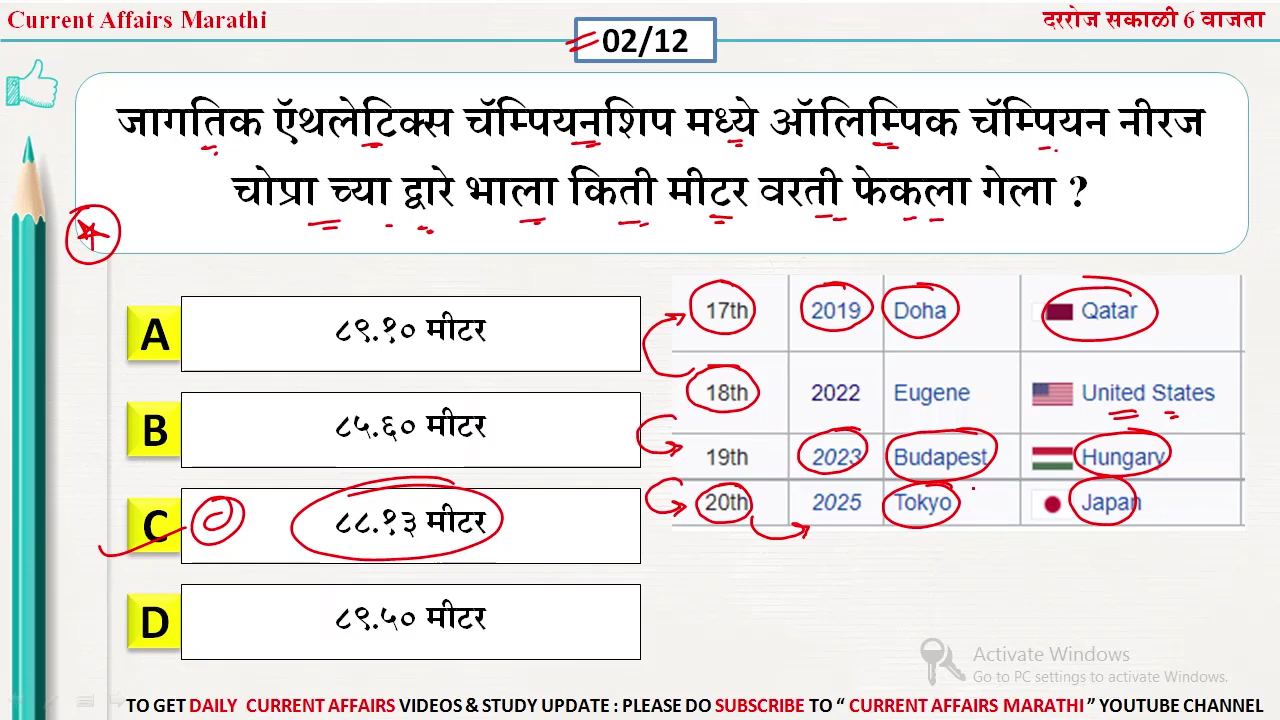 Current Affairs Marathi
दररोज सकाळी 6 वाजता
02/12
जागतिक ऍथलेटिक्स चॅम्पियनशिप मध्ये ऑलिम्पिक चॅम्पियन नीरज
चोप्रा च्या द्वारे भाला किती मीटर वरती फेकला गेला ?
A ८९.१० मीटर
B ८५.६० मीटर
C ८८.१३ मीटर
D ८९.५० मीटर
17th 2019 Doha Qatar
18th 2022 Eugene United States
19th 2023 Budapest Hungary
20th 2025 Tokyo Japan
Activate Windows
Go to PC settings to activate Windows.
TO GET DAILY CURRENT AFFAIRS VIDEOS & STUDY UPDATE : PLEASE DO SUBSCRIBE TO “ CURRENT AFFAIRS MARATHI ” YOUTUBE CHANNEL